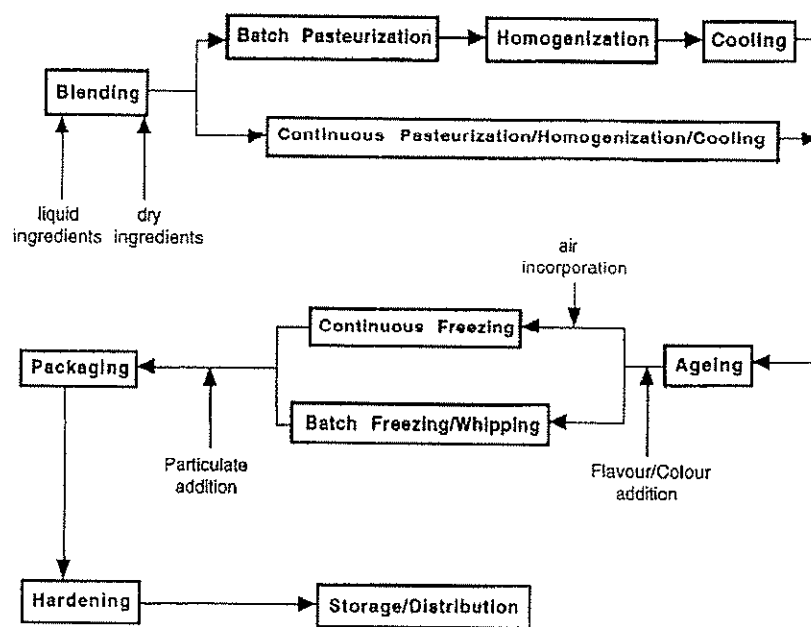 Batch Pasteurization
Homogenization
Cooling
Blending
Continuous Pasteurization/Homogenization/Cooling
liquid
ingredients
dry
ingredients
air
incorporation
Continuous Freezing
Packaging
Ageing
Batch Freezing/Whipping
Particulate
addition
Flavour/Colour
addition
Hardening
Storage/Distribution